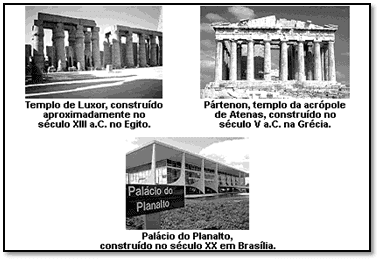 Templo de Luxor, construído
aproximadamente no
século XIII a.C. no Egito.
Pártenon, templo da acrópole
de Atenas, construído no
século V a.C. na Grécia.
Palácio do
Planalto
Palácio do Planalto,
construído no século XX em Brasília.